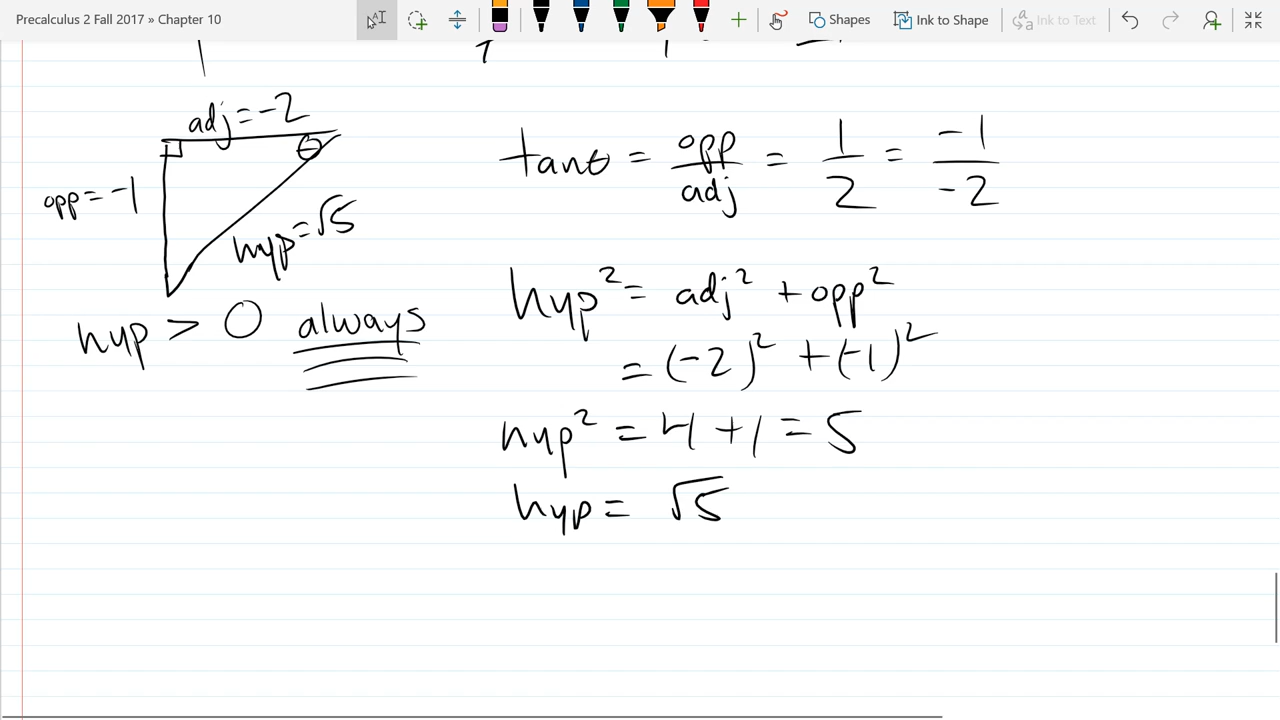 Precalculus 2 Fall 2017 » Chapter 10
Shapes
Ink to Shape
Ink to Text
adj = -2
θ
opp = -1
hyp = √5
hyp > 0 always
tanθ = opp/adj = 1/2 = -1/-2
hyp² = adj² + opp²
= (-2)² + (-1)²
hyp² = 4 + 1 = 5
hyp = √5